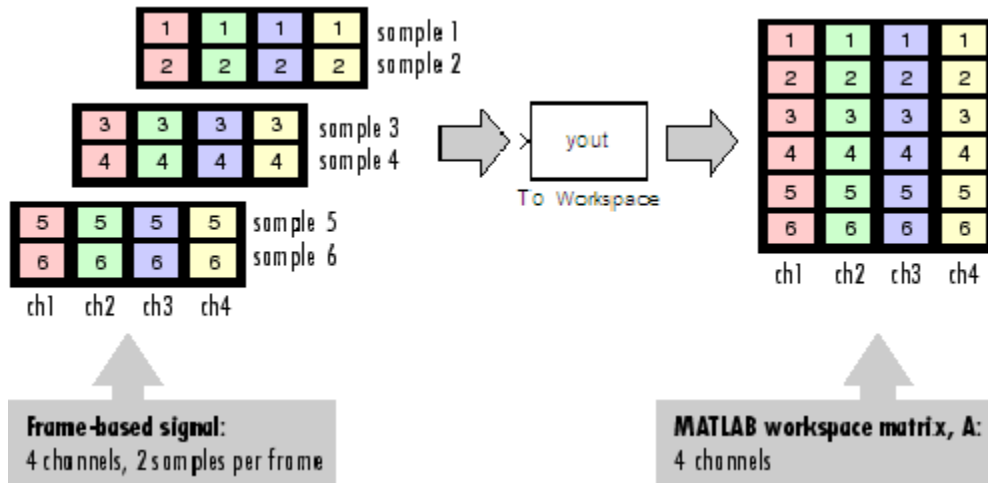 1 1 1 1 sample 1
2 2 2 2 sample 2
3 3 3 3 sample 3
4 4 4 4 sample 4
5 5 5 5 sample 5
6 6 6 6 sample 6
ch1 ch2 ch3 ch4
yout
To Workspace
1 1 1 1
2 2 2 2
3 3 3 3
4 4 4 4
5 5 5 5
6 6 6 6
ch1 ch2 ch3 ch4
Frame-based signal:
4 channels, 2 samples per frame
MATLAB workspace matrix, A:
4 channels